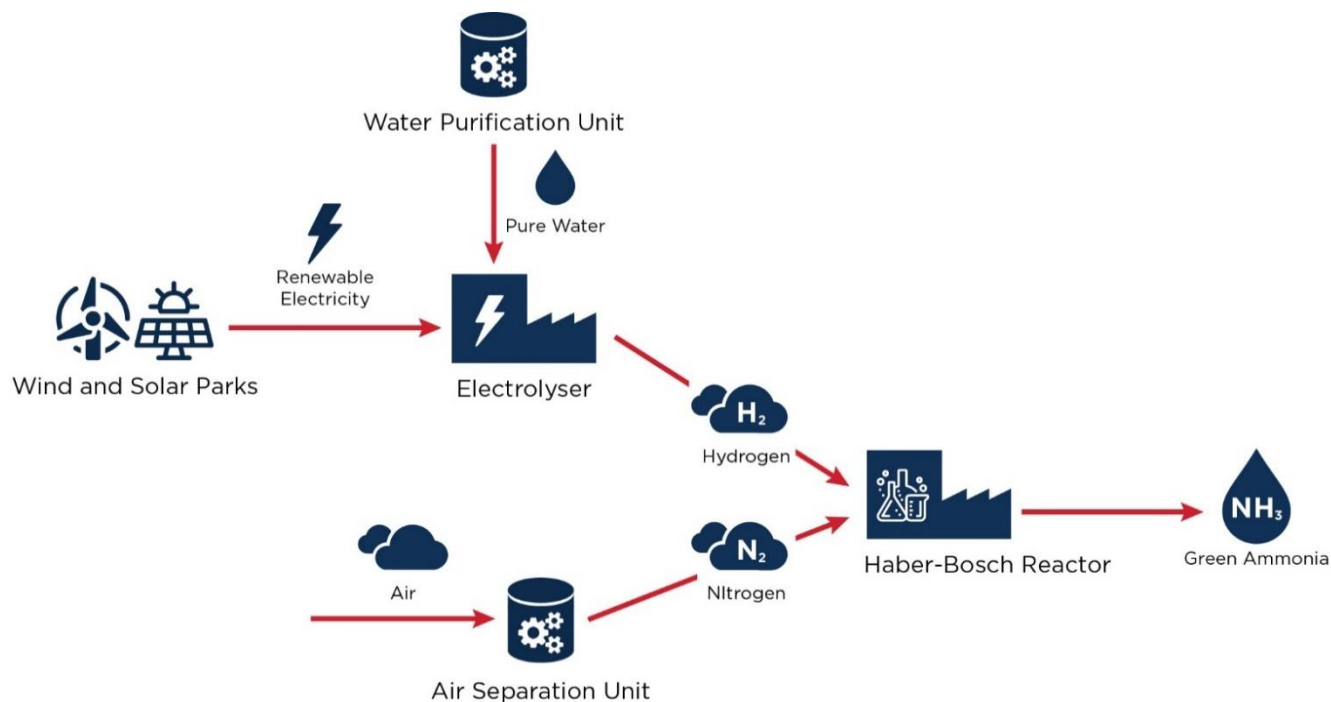 Water Purification Unit
Pure Water
Renewable
Electricity
Wind and Solar Parks
Electrolyser
H₂
Hydrogen
Air
Air Separation Unit
N₂
NItrogen
Haber-Bosch Reactor
NH₃
Green Ammonia